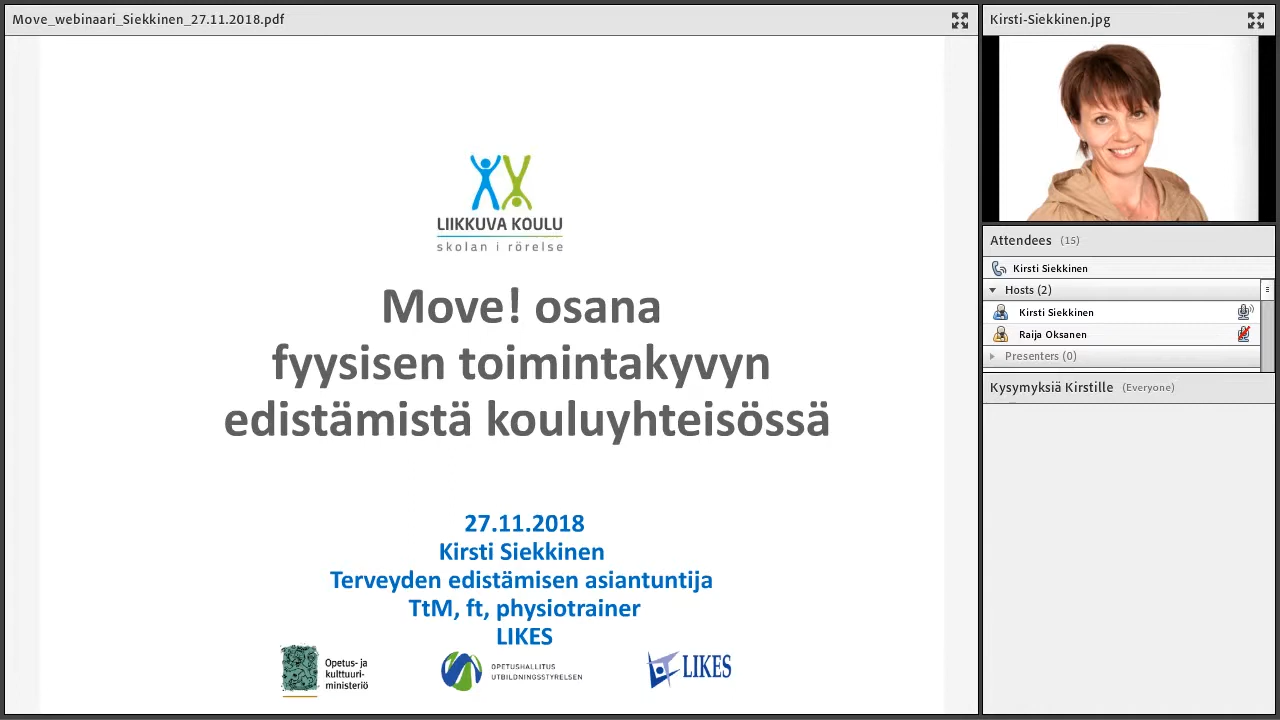 Move_webinaari_Siekkinen_27.11.2018.pdf
LIIKKUVA KOULU
skolan i rörelse
Move! osana
fyysisen toimintakyvyn
edistämistä kouluyhteisössä
27.11.2018
Kirsti Siekkinen
Terveyden edistämisen asiantuntija
TtM, ft, physiotrainer
LIKES
Opetus- ja
kulttuuri-
ministeriö
OPETUSHALLITUS
UTBILDNINGSSTYRELSEN
LIKES
Kirsti-Siekkinen.jpg
Attendees (15)
Kirsti Siekkinen
Hosts (2)
Kirsti Siekkinen
Raija Oksanen
Presenters (0)
Kysymyksiä Kirstille (Everyone)